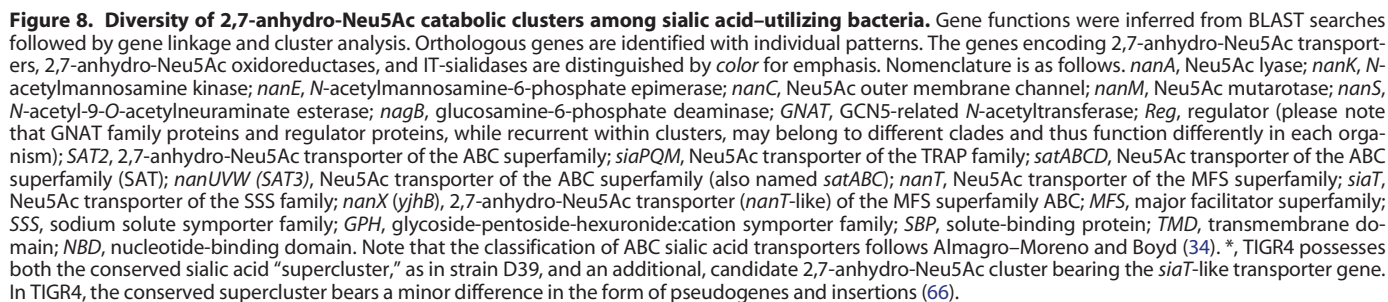 Figure 8. Diversity of 2,7-anhydro-Neu5Ac catabolic clusters among sialic acid–utilizing bacteria. Gene functions were inferred from BLAST searches
followed by gene linkage and cluster analysis. Orthologous genes are identified with individual patterns. The genes encoding 2,7-anhydro-Neu5Ac transport-
ers, 2,7-anhydro-Neu5Ac oxidoreductases, and IT-sialidases are distinguished by color for emphasis. Nomenclature is as follows. nanA, Neu5Ac lyase; nanK, N-
acetylmannosamine kinase; nanE, N-acetylmannosamine-6-phosphate epimerase; nanC, Neu5Ac outer membrane channel; nanM, Neu5Ac mutarotase; nanS,
N-acetyl-9-O-acetylneuraminate esterase; nagB, glucosamine-6-phosphate deaminase; GNAT, GCN5-related N-acetyltransferase; Reg, regulator (please note
that GNAT family proteins and regulator proteins, while recurrent within clusters, may belong to different clades and thus function differently in each orga-
nism); SAT2, 2,7-anhydro-Neu5Ac transporter of the ABC superfamily; siaPQM, Neu5Ac transporter of the TRAP family; satABCD, Neu5Ac transporter of the ABC
superfamily (SAT); nanUVW (SAT3), Neu5Ac transporter of the ABC superfamily (also named satABC); nanT, Neu5Ac transporter of the MFS superfamily; siaT,
Neu5Ac transporter of the SSS family; nanX (yjhB), 2,7-anhydro-Neu5Ac transporter (nanT-like) of the MFS superfamily ABC; MFS, major facilitator superfamily;
SSS, sodium solute symporter family; GPH, glycoside-pentoside-hexuronide:cation symporter family; SBP, solute-binding protein; TMD, transmembrane do-
main; NBD, nucleotide-binding domain. Note that the classification of ABC sialic acid transporters follows Almagro–Moreno and Boyd (34). *, TIGR4 possesses
both the conserved sialic acid "supercluster," as in strain D39, and an additional, candidate 2,7-anhydro-Neu5Ac cluster bearing the siaT-like transporter gene.
In TIGR4, the conserved supercluster bears a minor difference in the form of pseudogenes and insertions (66).